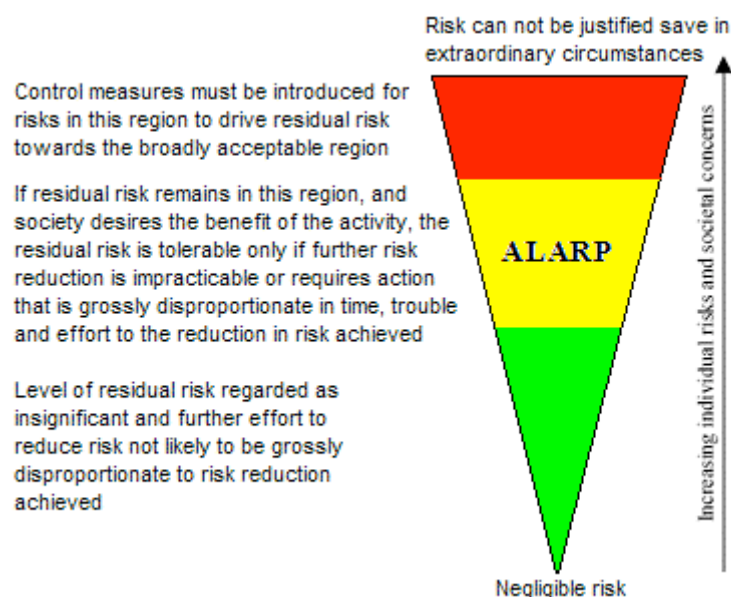 Risk can not be justified save in
extraordinary circumstances
Control measures must be introduced for
risks in this region to drive residual risk
towards the broadly acceptable region
If residual risk remains in this region, and
society desires the benefit of the activity, the
residual risk is tolerable only if further risk
reduction is impracticable or requires action
that is grossly disproportionate in time, trouble
and effort to the reduction in risk achieved
ALARP
Level of residual risk regarded as
insignificant and further effort to
reduce risk not likely to be grossly
disproportionate to risk reduction
achieved
Negligible risk
Increasing individual risks and societal concerns